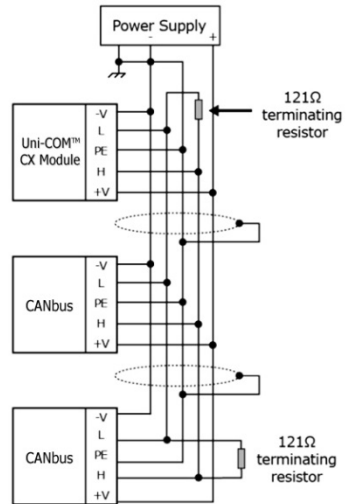 Power Supply
- +
121Ω
terminating
resistor
Uni-COM™
CX Module
-V
L
PE
H
+V
CANbus
-V
L
PE
H
+V
CANbus
-V
L
PE
H
+V
121Ω
terminating
resistor